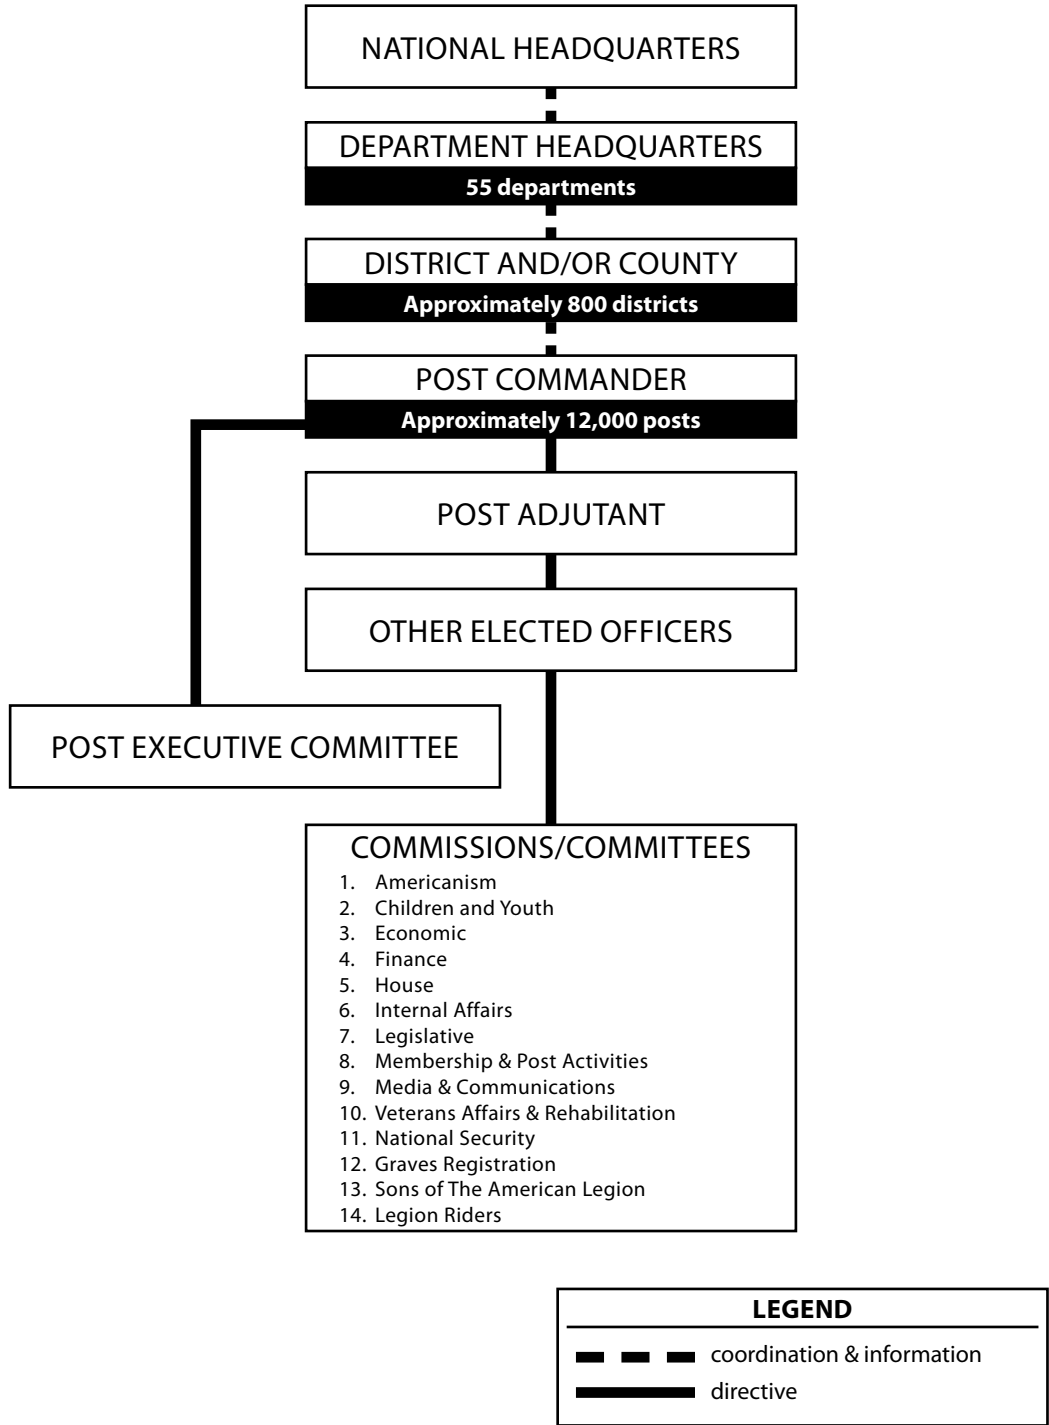 NATIONAL HEADQUARTERS
DEPARTMENT HEADQUARTERS
55 departments
DISTRICT AND/OR COUNTY
Approximately 800 districts
POST COMMANDER
Approximately 12,000 posts
POST ADJUTANT
OTHER ELECTED OFFICERS
POST EXECUTIVE COMMITTEE
COMMISSIONS/COMMITTEES
1. Americanism
2. Children and Youth
3. Economic
4. Finance
5. House
6. Internal Affairs
7. Legislative
8. Membership & Post Activities
9. Media & Communications
10. Veterans Affairs & Rehabilitation
11. National Security
12. Graves Registration
13. Sons of The American Legion
14. Legion Riders
LEGEND
coordination & information
directive